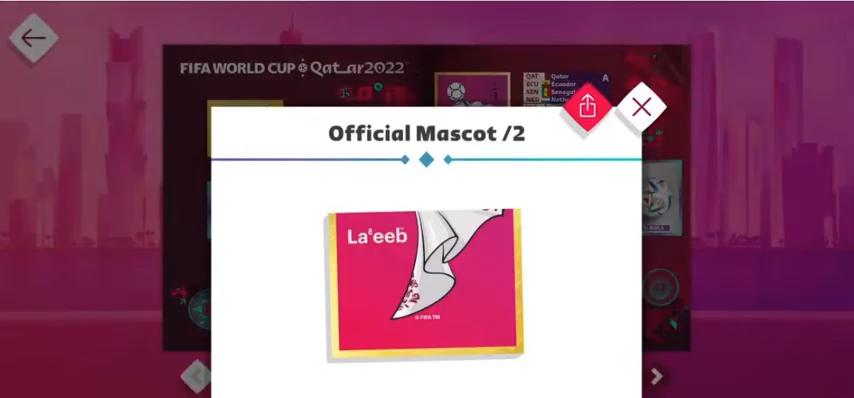 FIFA WORLD CUP Qatar2022
QAT Qatar A
ECU Ecuador
SEN Senegal
Official Mascot /2
La'eeb
© FIFA TM